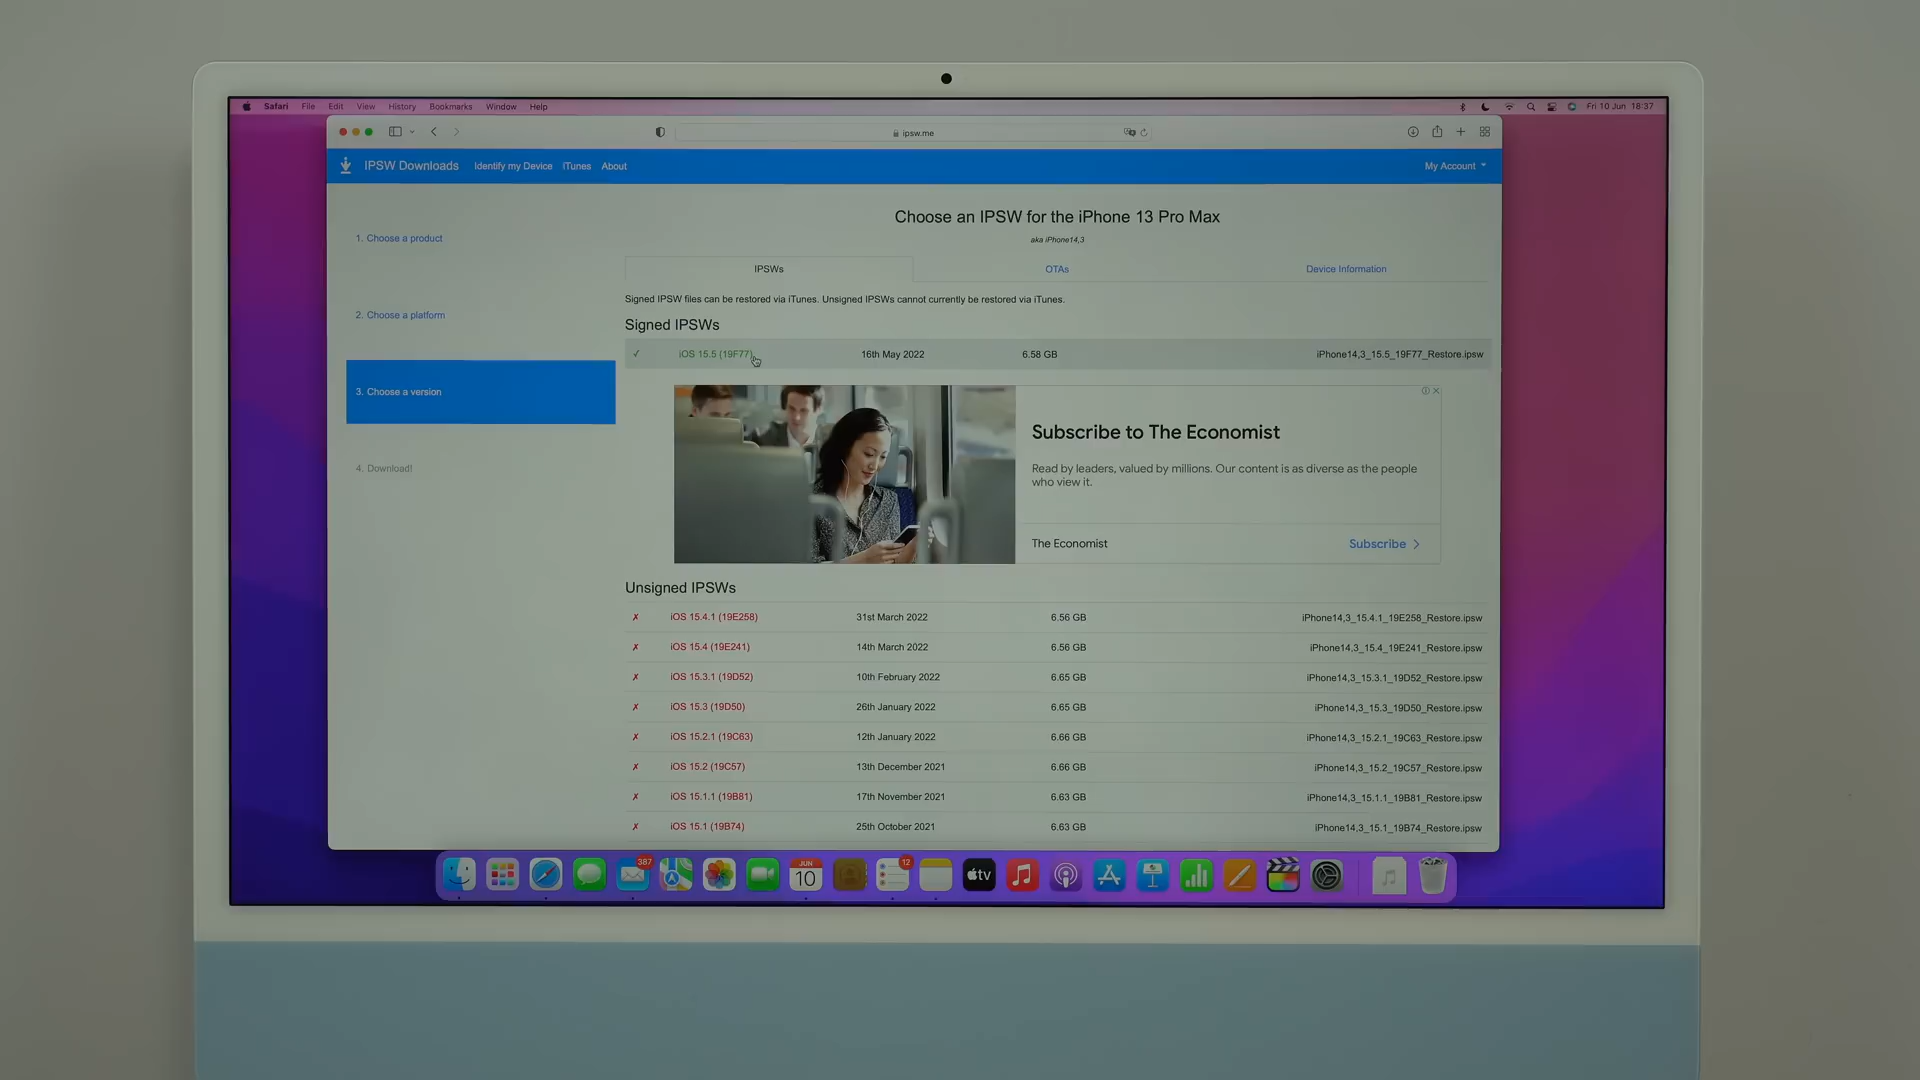 Safari File Edit View History Bookmarks Window Help Fri 10 Jun 18:37
ipsw.me
IPSW Downloads Identify my Device iTunes About My Account
Choose an IPSW for the iPhone 13 Pro Max
aka iPhone14,3
1. Choose a product
2. Choose a platform
3. Choose a version
4. Download!
IPSWs OTAs Device Information
Signed IPSW files can be restored via iTunes. Unsigned IPSWs cannot currently be restored via iTunes.
Signed IPSWs
✓ iOS 15.5 (19F77) 16th May 2022 6.58 GB iPhone14,3_15.5_19F77_Restore.ipsw
Subscribe to The Economist
Read by leaders, valued by millions. Our content is as diverse as the people
who view it.
The Economist Subscribe
Unsigned IPSWs
✗ iOS 15.4.1 (19E258) 31st March 2022 6.56 GB iPhone14,3_15.4.1_19E258_Restore.ipsw
✗ iOS 15.4 (19E241) 14th March 2022 6.56 GB iPhone14,3_15.4_19E241_Restore.ipsw
✗ iOS 15.3.1 (19D52) 10th February 2022 6.65 GB iPhone14,3_15.3.1_19D52_Restore.ipsw
✗ iOS 15.3 (19D50) 26th January 2022 6.65 GB iPhone14,3_15.3_19D50_Restore.ipsw
✗ iOS 15.2.1 (19C63) 12th January 2022 6.66 GB iPhone14,3_15.2.1_19C63_Restore.ipsw
✗ iOS 15.2 (19C57) 13th December 2021 6.66 GB iPhone14,3_15.2_19C57_Restore.ipsw
✗ iOS 15.1.1 (19B81) 17th November 2021 6.63 GB iPhone14,3_15.1.1_19B81_Restore.ipsw
✗ iOS 15.1 (19B74) 25th October 2021 6.63 GB iPhone14,3_15.1_19B74_Restore.ipsw
387 JUN 10 12 tv